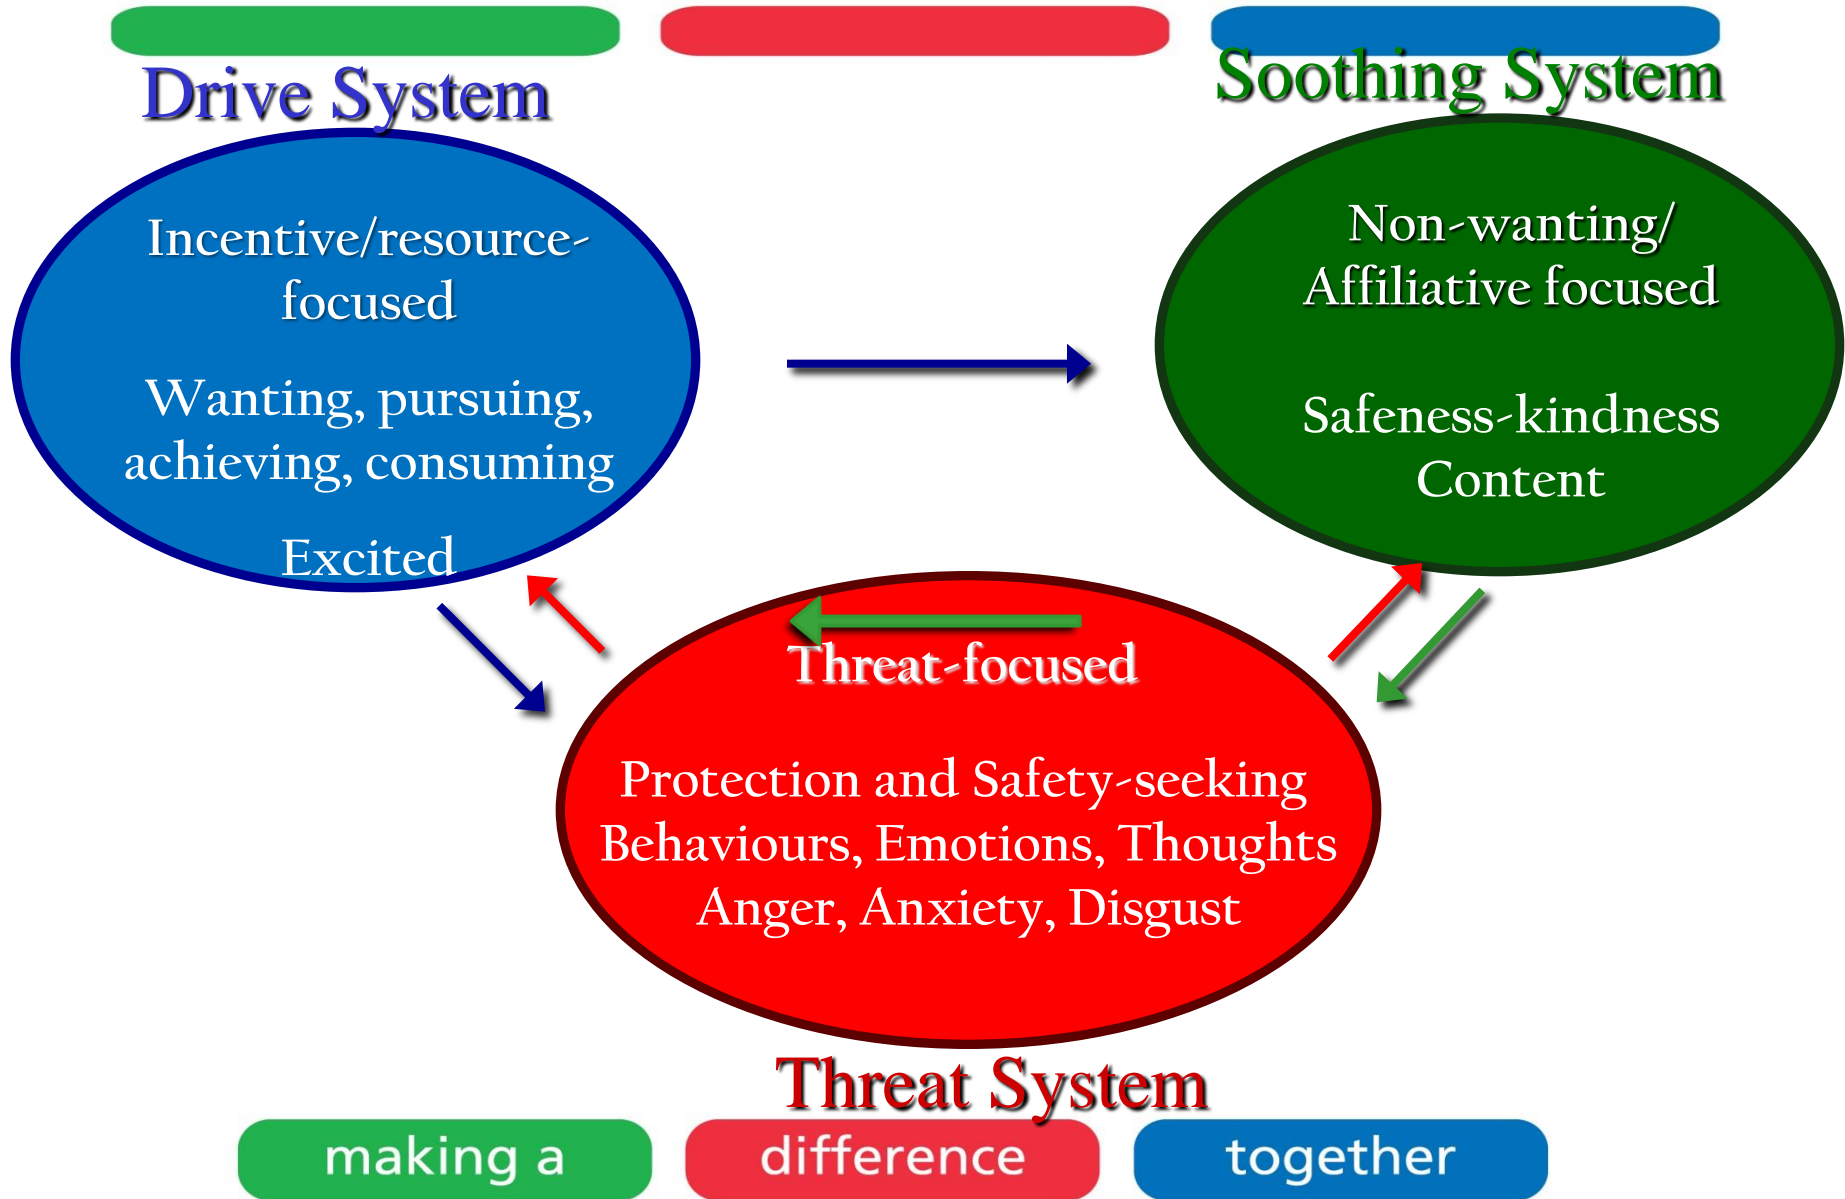 Drive System
Incentive/resource-
focused
Wanting, pursuing,
achieving, consuming
Excited
Soothing System
Non-wanting/
Affiliative focused
Safeness-kindness
Content
Threat-focused
Protection and Safety-seeking
Behaviours, Emotions, Thoughts
Anger, Anxiety, Disgust
Threat System
making a
difference
together